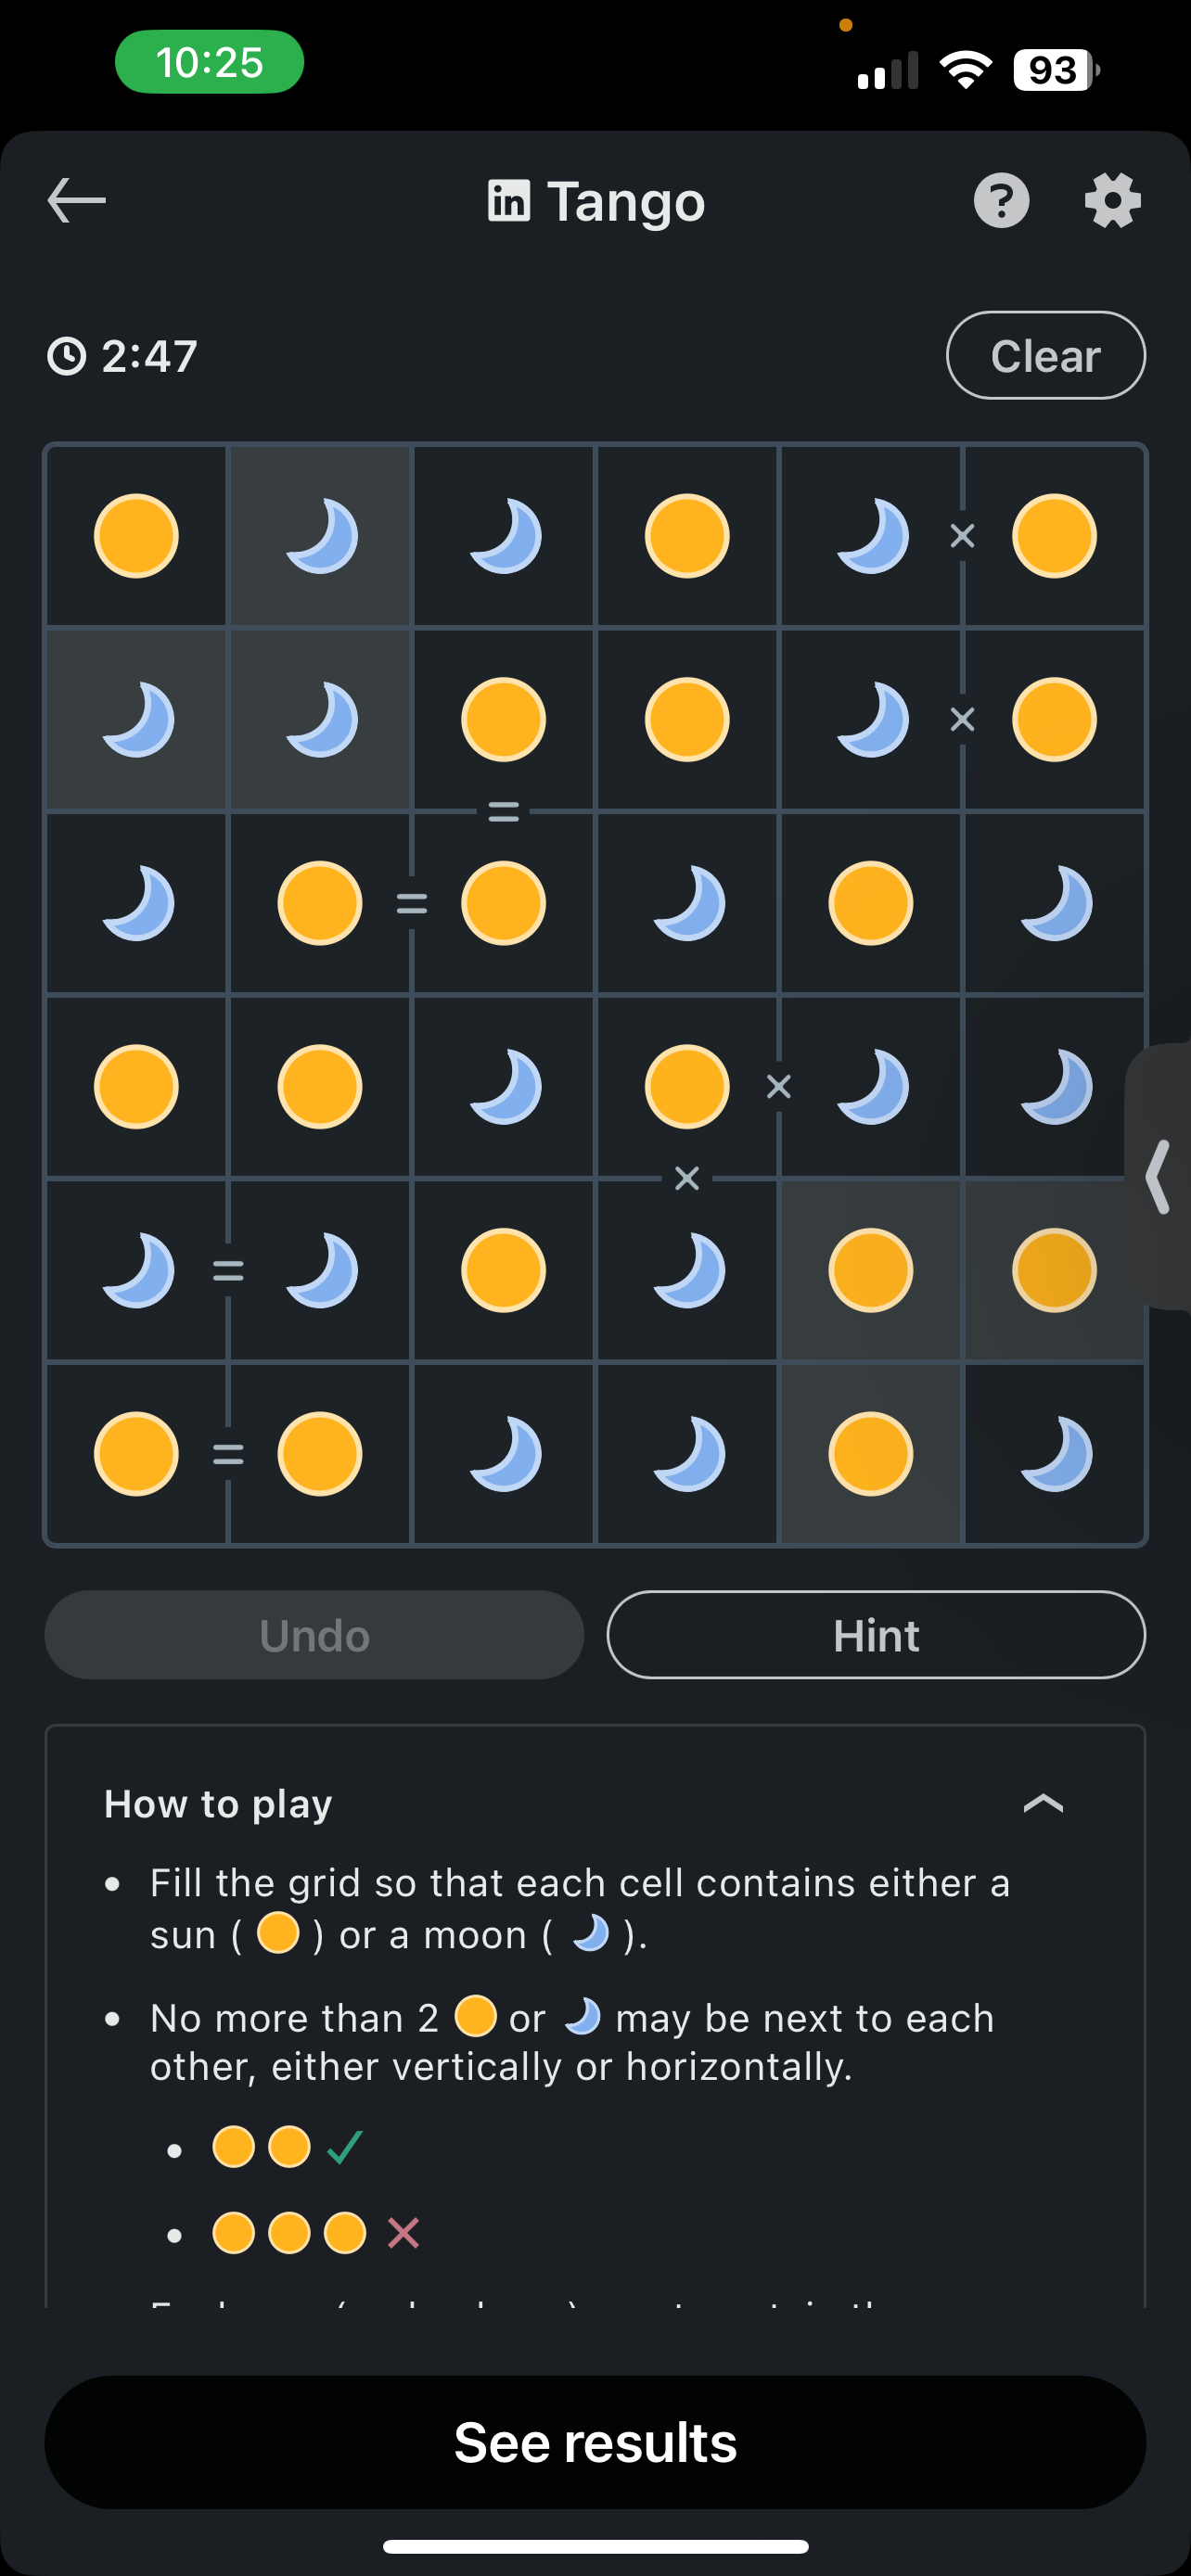 10:25
93
in Tango
?
2:47
Clear
Undo
Hint
How to play
Fill the grid so that each cell contains either a
sun ( ) or a moon ( ).
No more than 2 or may be next to each
other, either vertically or horizontally.
See results